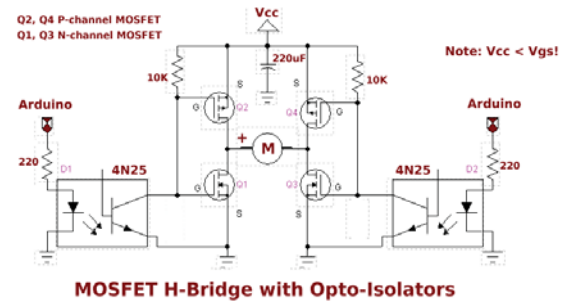 Q2, Q4 P-channel MOSFET
Q1, Q3 N-channel MOSFET
Vcc
Note: Vcc < Vgs!
220uF
10K
10K
S
S
G
Q2
Q4
G
Arduino
Arduino
+
M
220
D1
4N25
G
Q1
Q3
G
4N25
D2
220
S
S
MOSFET H-Bridge with Opto-Isolators